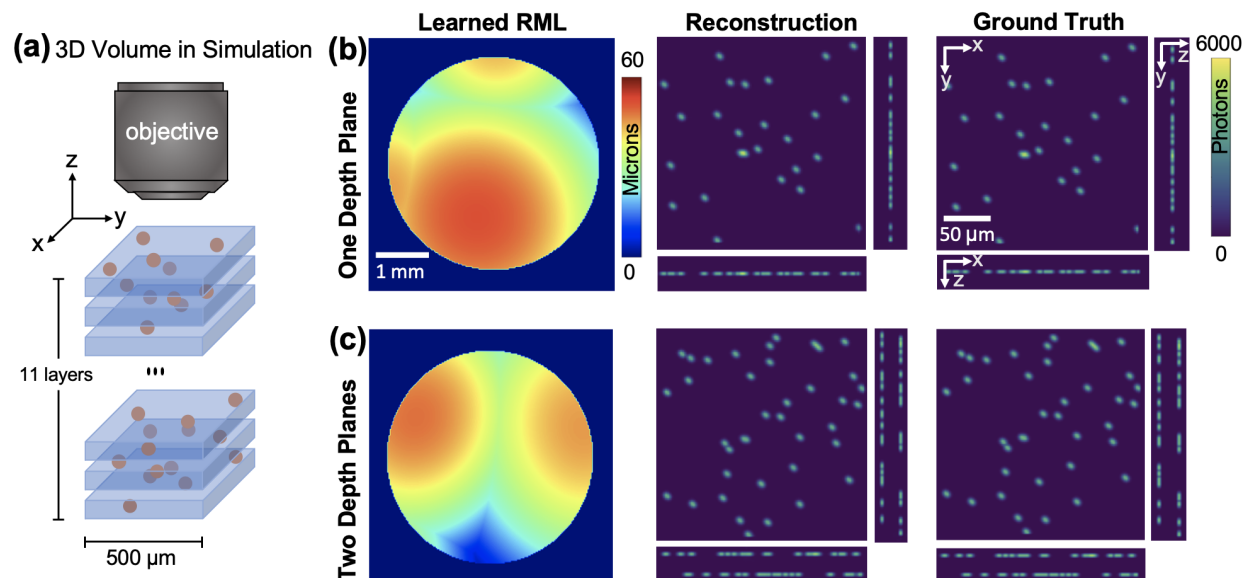 (a) 3D Volume in Simulation
objective
z
y
x
11 layers
...
500 µm
Learned RML
Reconstruction
Ground Truth
(b)
One Depth Plane
1 mm
60
Microns
0
x
y
z
y
50 µm
x
z
6000
Photons
0
(c)
Two Depth Planes